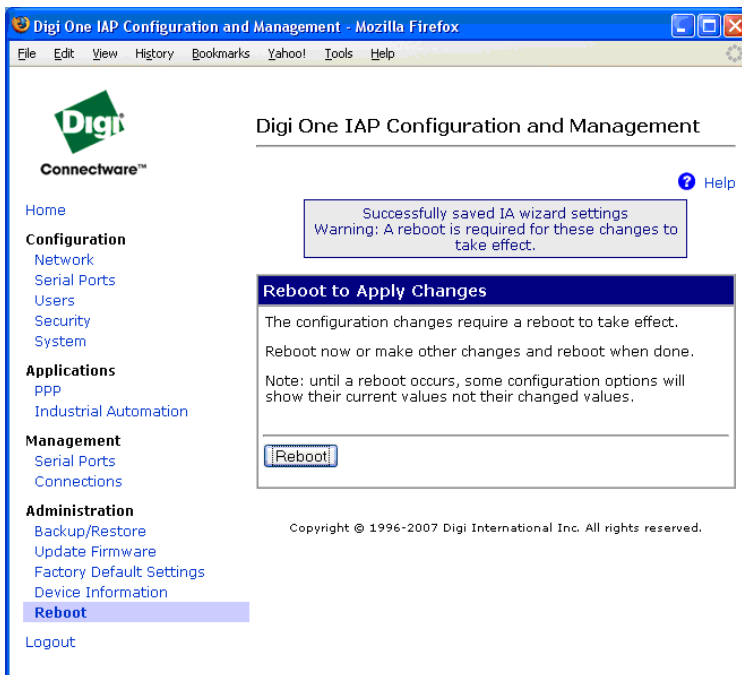 Digi One IAP Configuration and Management - Mozilla Firefox
File Edit View History Bookmarks Yahoo! Tools Help
Digi
Connectware™
Digi One IAP Configuration and Management
? Help
Successfully saved IA wizard settings
Warning: A reboot is required for these changes to
take effect.
Home
Configuration
Network
Serial Ports
Users
Security
System
Applications
PPP
Industrial Automation
Management
Serial Ports
Connections
Administration
Backup/Restore
Update Firmware
Factory Default Settings
Device Information
Reboot
Logout
Reboot to Apply Changes
The configuration changes require a reboot to take effect.
Reboot now or make other changes and reboot when done.
Note: until a reboot occurs, some configuration options will
show their current values not their changed values.
Reboot
Copyright © 1996-2007 Digi International Inc. All rights reserved.